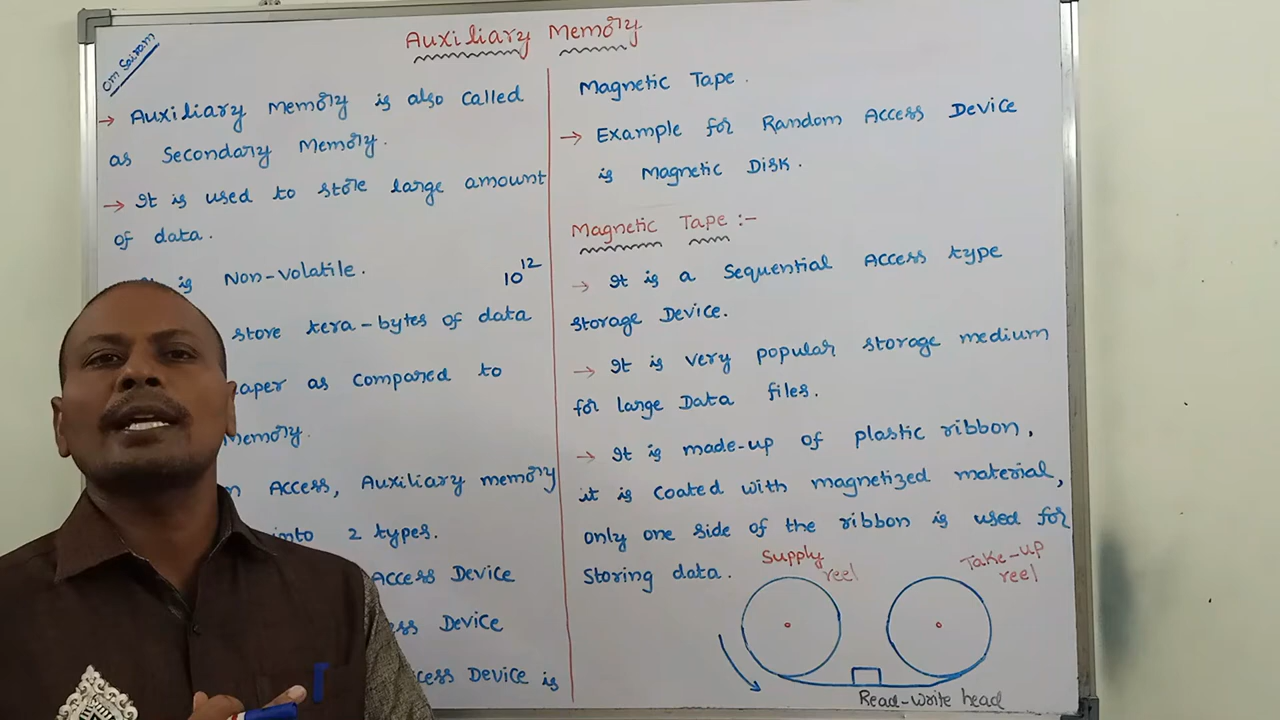 Auxiliary Memory
Om Sairam
→ Auxiliary Memory is also called
as Secondary Memory.
→ It is used to store large amount
of data.
is Non-volatile.
10^12
store tera-bytes of data
as compared to
Memory.
Access, Auxiliary memory
into 2 types.
Access Device
Device
Device is
Magnetic Tape.
→ Example for Random Access Device
is Magnetic Disk.
Magnetic Tape :-
→ It is a Sequential Access type
storage Device.
→ It is very popular storage medium
for large Data files.
→ It is made-up of plastic ribbon,
it is coated with magnetized material,
only one side of the ribbon is used for
Storing data.
Supply
reel
Take-up
reel
Read-write head